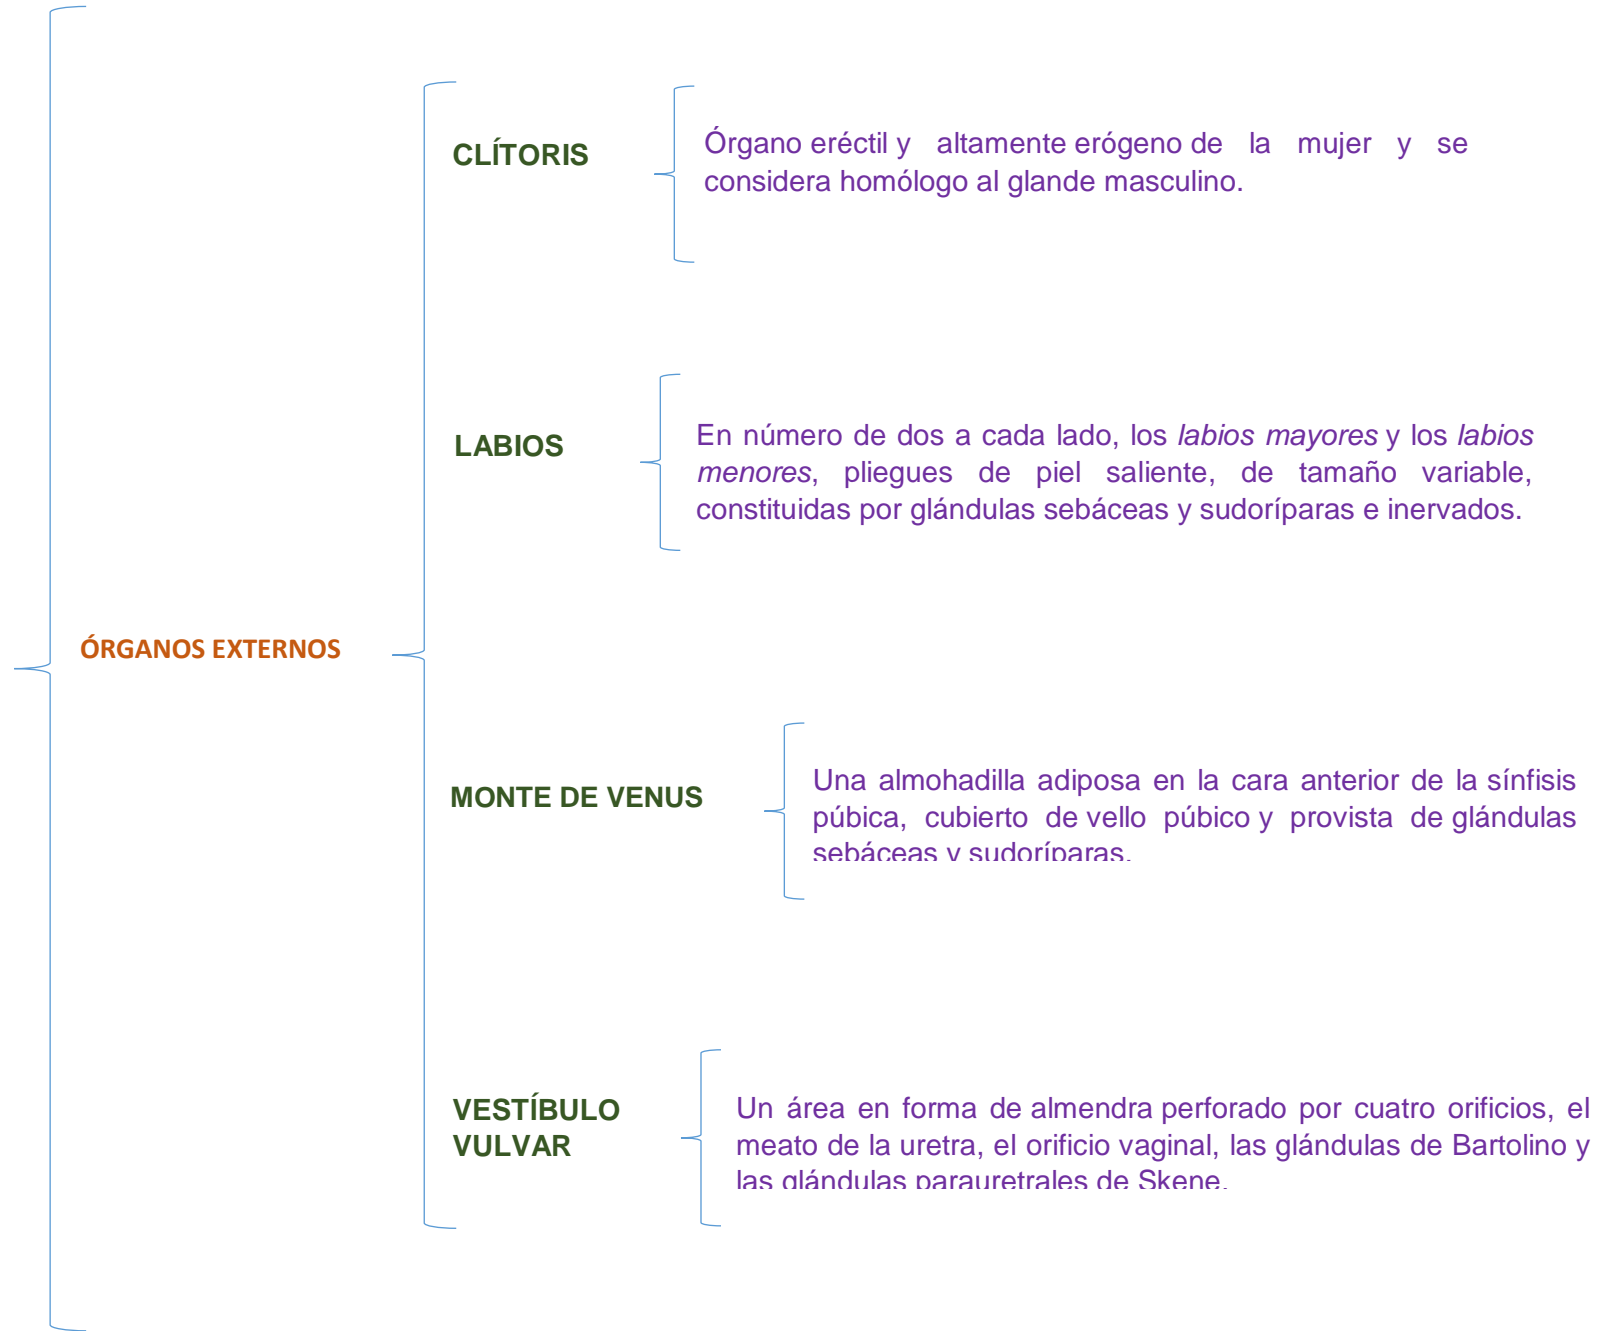 CLÍTORIS
Órgano eréctil y altamente erógeno de la mujer y se
considera homólogo al glande masculino.
LABIOS
En número de dos a cada lado, los labios mayores y los labios
menores, pliegues de piel saliente, de tamaño variable,
constituidas por glándulas sebáceas y sudoríparas e inervados.
ÓRGANOS EXTERNOS
MONTE DE VENUS
Una almohadilla adiposa en la cara anterior de la sínfisis
púbica, cubierto de vello púbico y provista de glándulas
sebáceas y sudoríparas.
VESTÍBULO
VULVAR
Un área en forma de almendra perforado por cuatro orificios, el
meato de la uretra, el orificio vaginal, las glándulas de Bartolino y
las glándulas parauretrales de Skene.